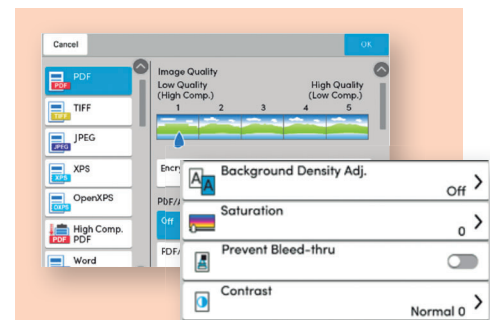 Cancel
OK
PDF
PDF
TIFF
TIFF
JPEG
JPEG
XPS
XPS
OpenXPS
OXPS
High Comp.
PDF
PDF
Word
Image Quality
Low Quality
(High Comp.)
High Quality
(Low Comp.)
1 2 3 4 5
Encry
PDF/A
Off
PDF/
Background Density Adj.
Off
Saturation
0
Prevent Bleed-thru
Contrast
Normal 0